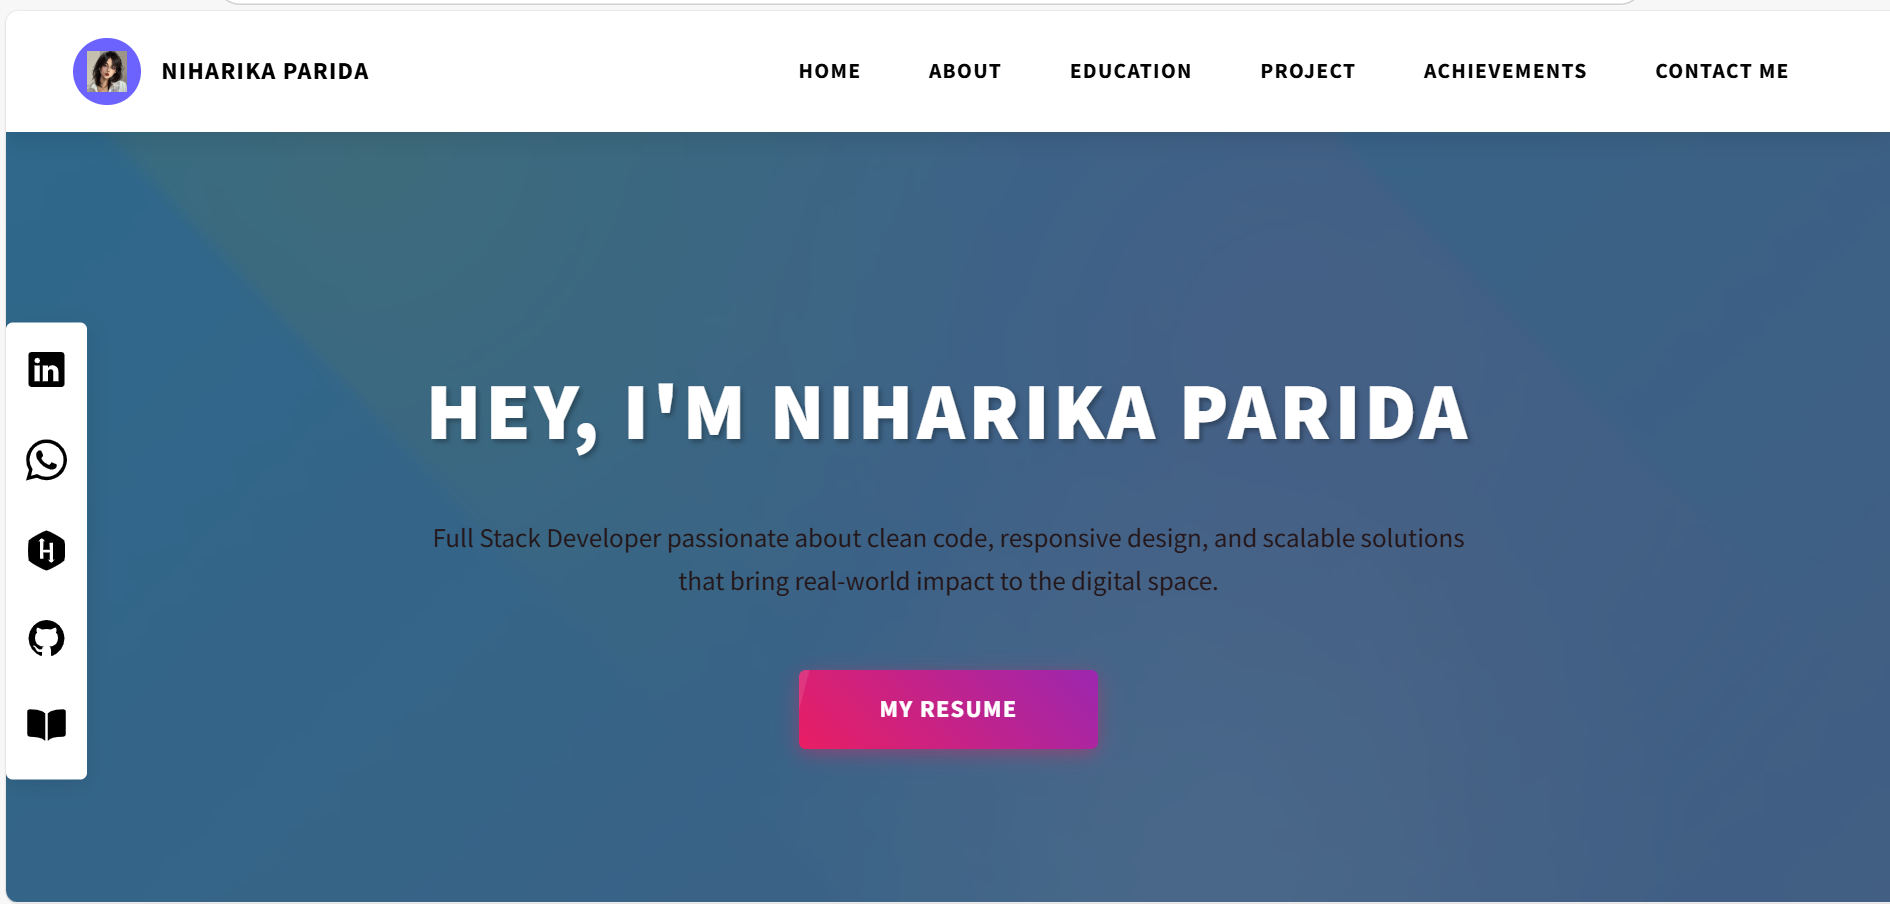 NIHARIKA PARIDA
HOME ABOUT EDUCATION PROJECT ACHIEVEMENTS CONTACT ME
HEY, I'M NIHARIKA PARIDA
Full Stack Developer passionate about clean code, responsive design, and scalable solutions
that bring real-world impact to the digital space.
MY RESUME